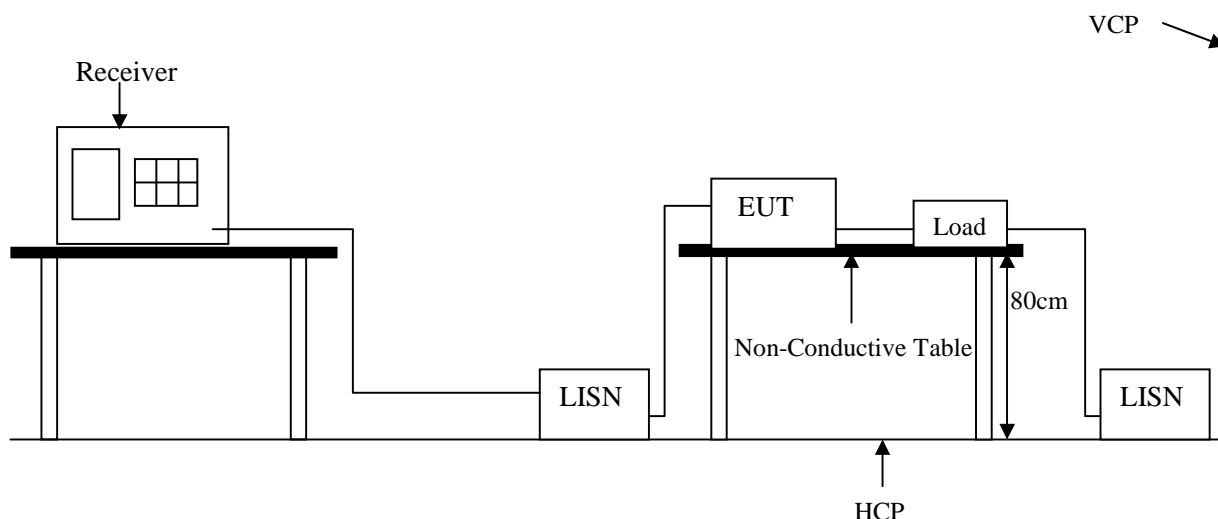 VCP
Receiver
EUT
Load
80cm
Non-Conductive Table
LISN
LISN
HCP